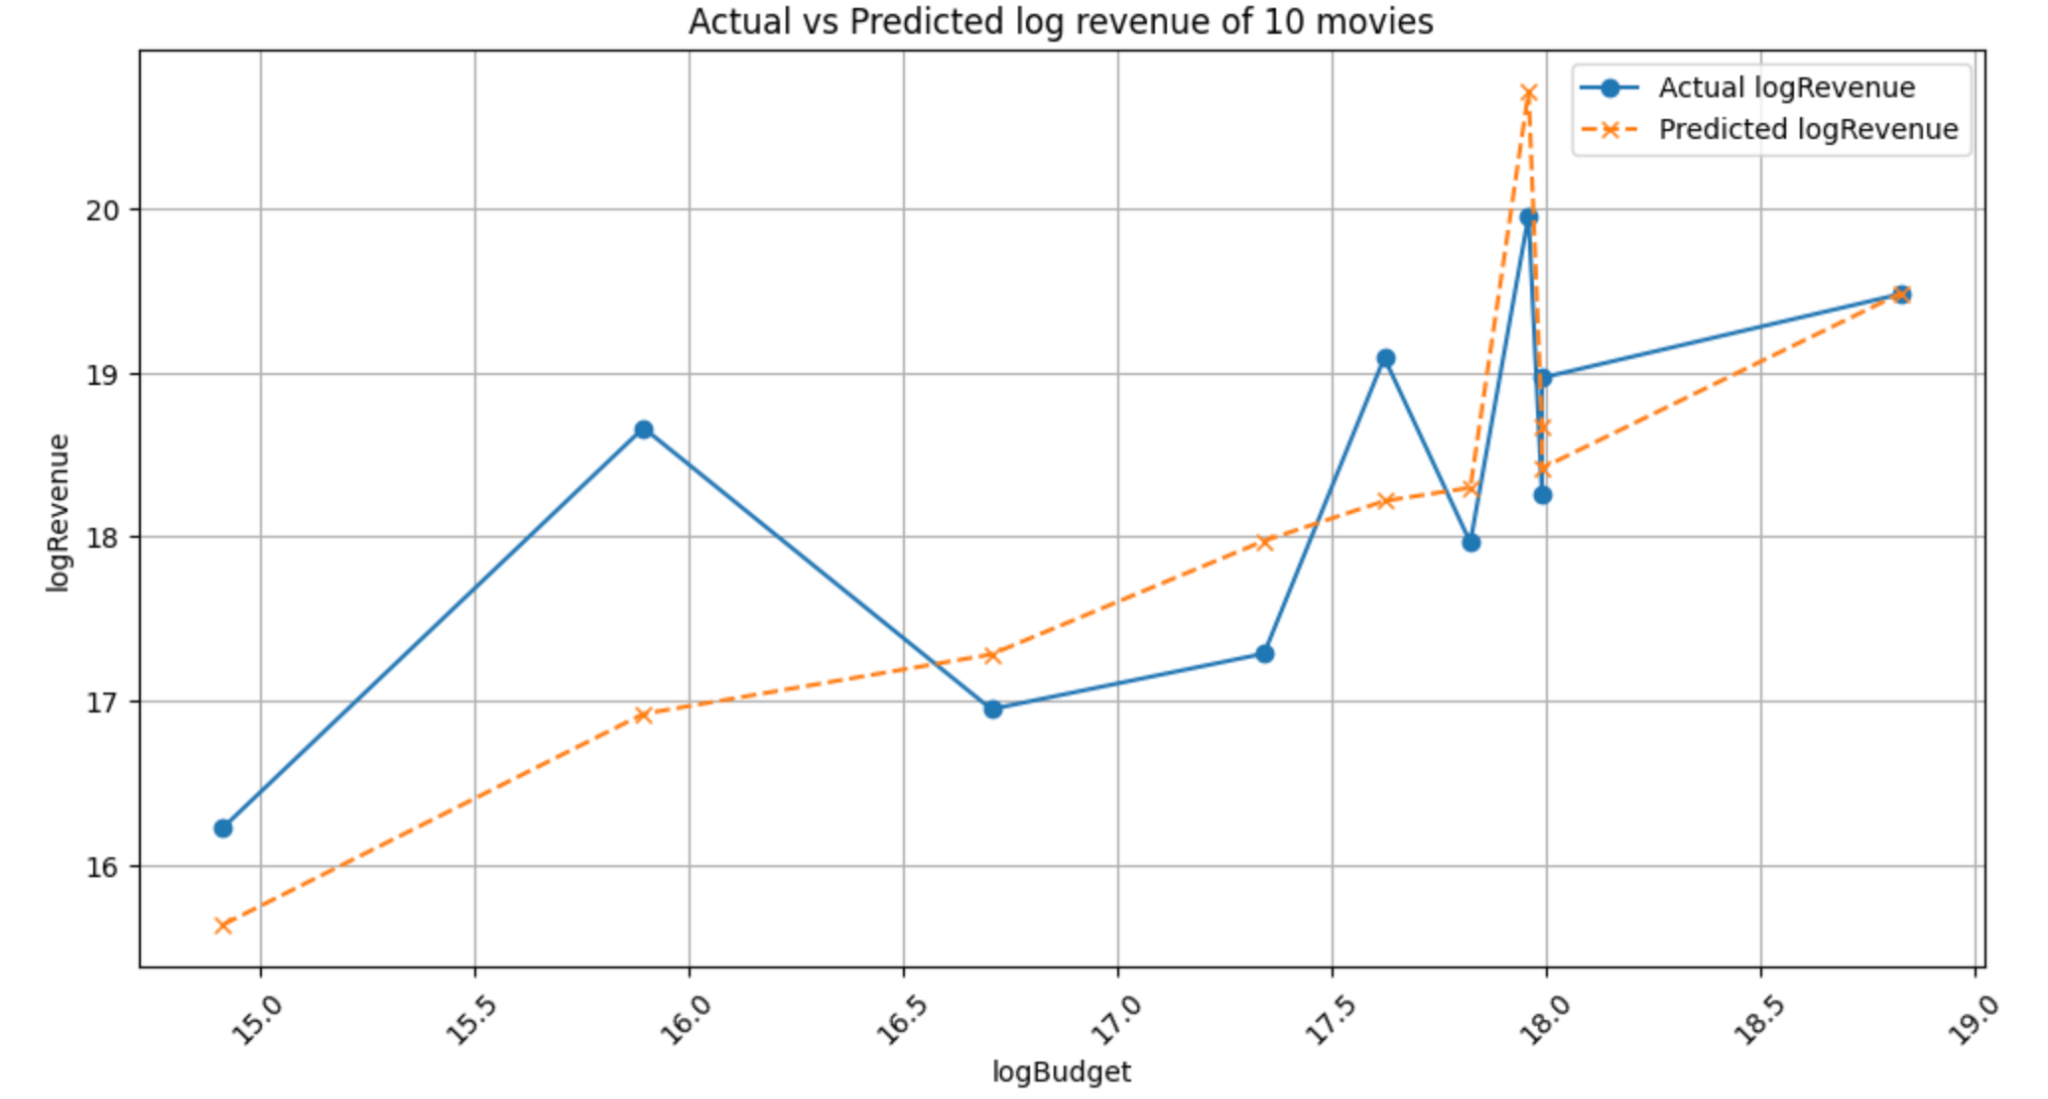 Actual vs Predicted log revenue of 10 movies
Actual logRevenue
Predicted logRevenue
20
19
18
17
16
logRevenue
15.0
15.5
16.0
16.5
17.0
17.5
18.0
18.5
19.0
logBudget